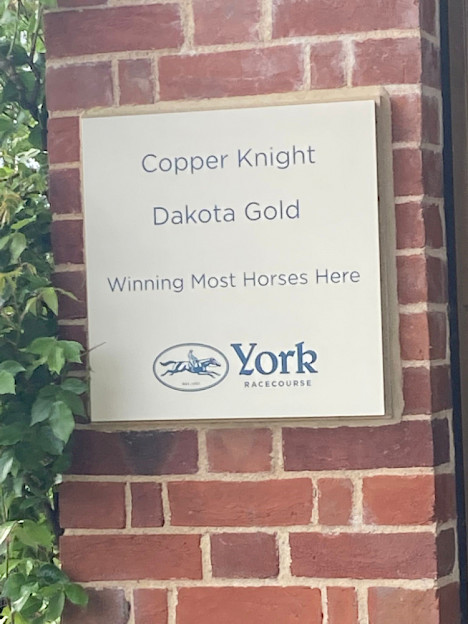 Copper Knight
Dakota Gold
Winning Most Horses Here
York
RACECOURSE